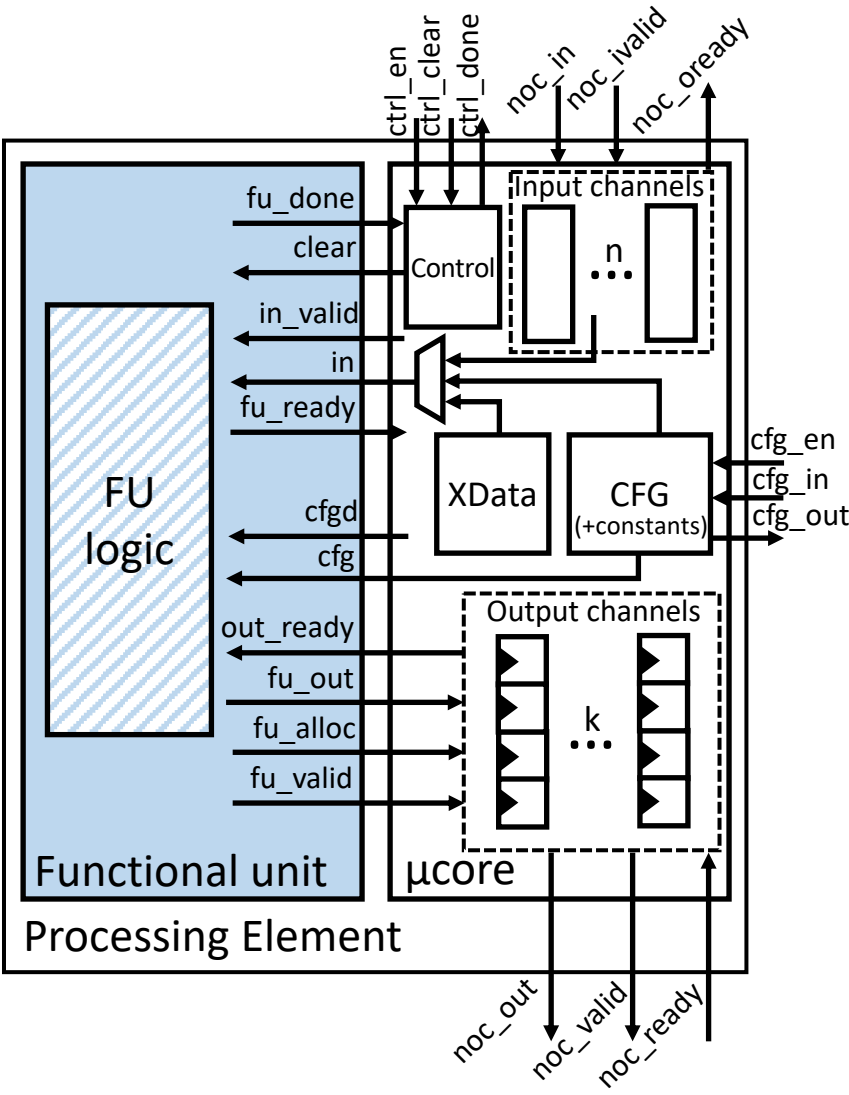 ctrl_en
ctrl_clear
ctrl_done
noc_in
noc_ivalid
noc_oready
Input channels
n
...
fu_done
clear
Control
in_valid
in
fu_ready
FU
logic
XData
CFG
(+constants)
cfg_en
cfg_in
cfg_out
cfgd
cfg
Output channels
out_ready
fu_out
fu_alloc
fu_valid
k
...
Functional unit
μcore
Processing Element
noc_out
noc_valid
noc_ready